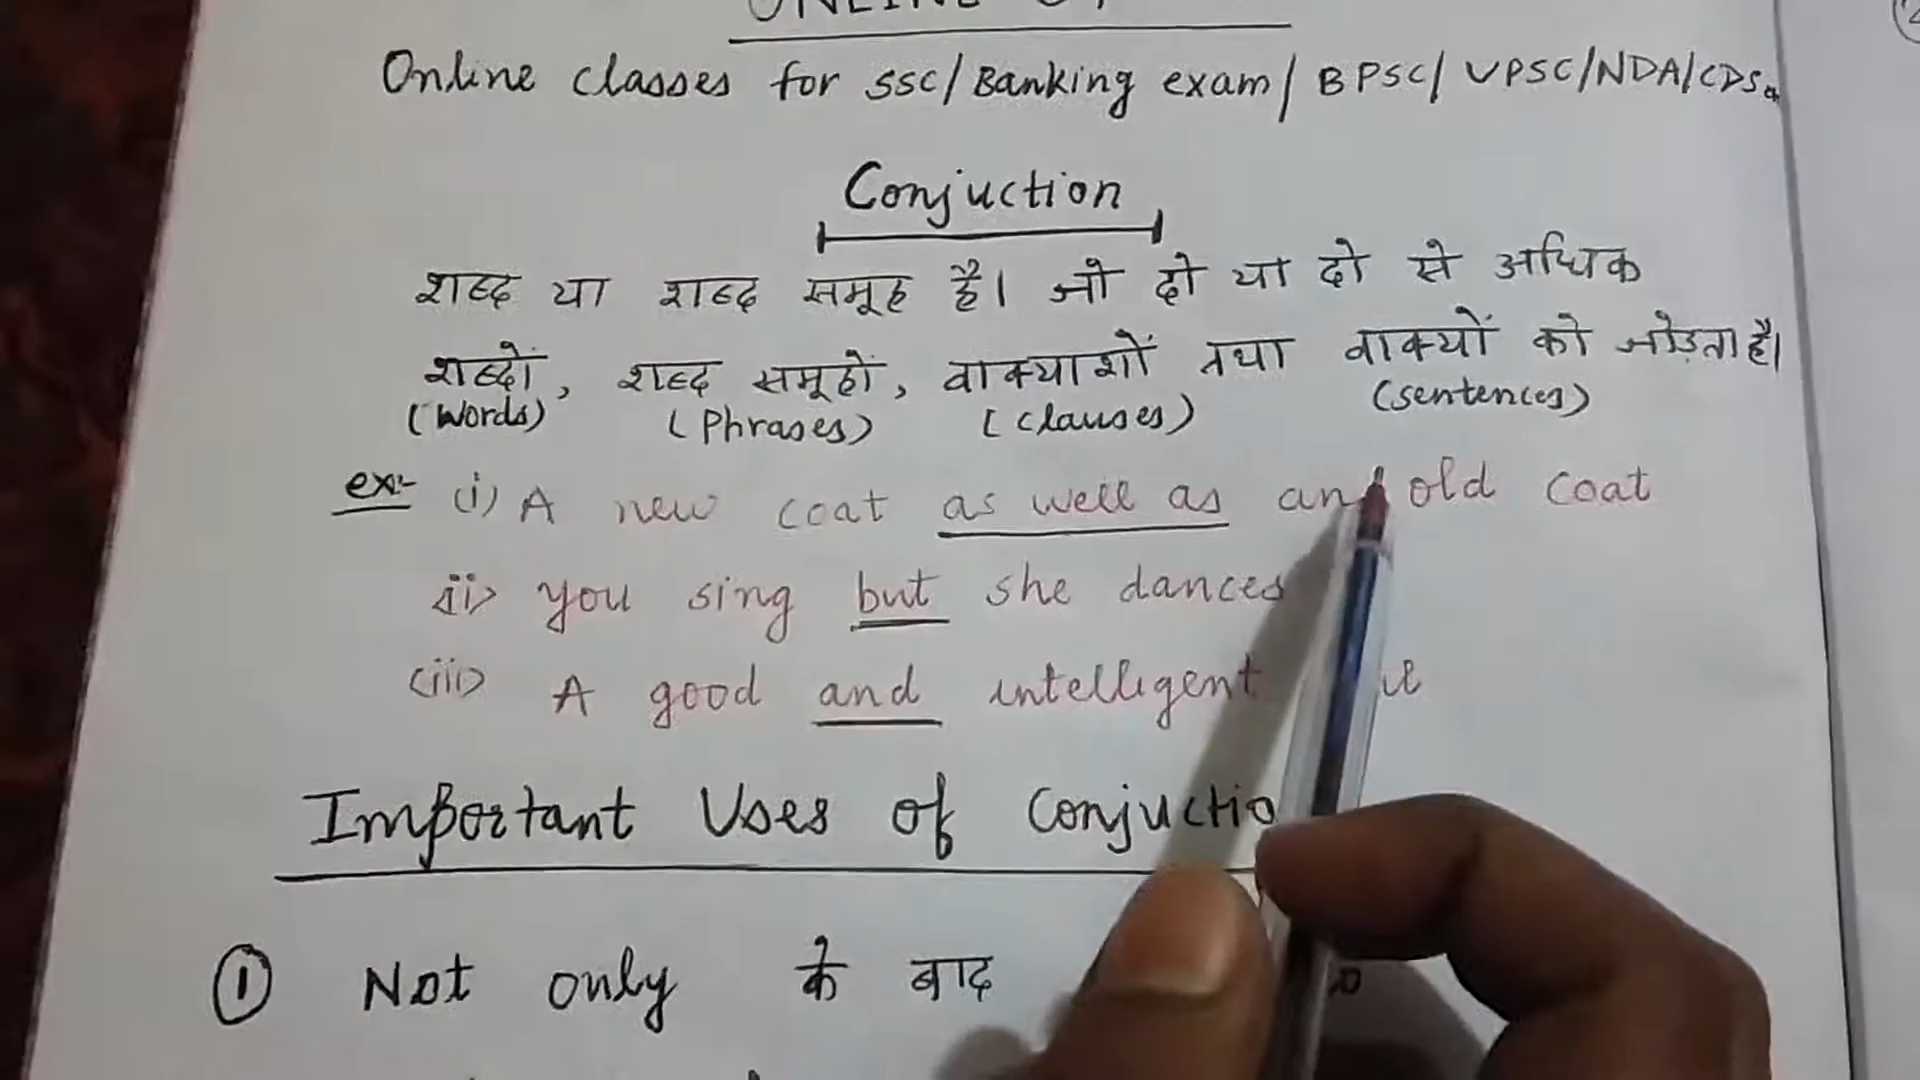 ONLINE
Online classes for SSC/Banking exam/ BPSC/ UPSC/NDA/CDS.
Conjuction
शब्द या शब्द समूह है। जो दो या दो से अधिक
शब्दों, शब्द समूहों, वाक्याशों तथा वाक्यों को जोड़ता है।
(Words) (Phrases) (clauses) (sentences)
ex:- (i) A new coat as well as an old coat
(ii) you sing but she dances
(iii) A good and intelligent
Important Uses of Conjuctio
① Not only के बाद